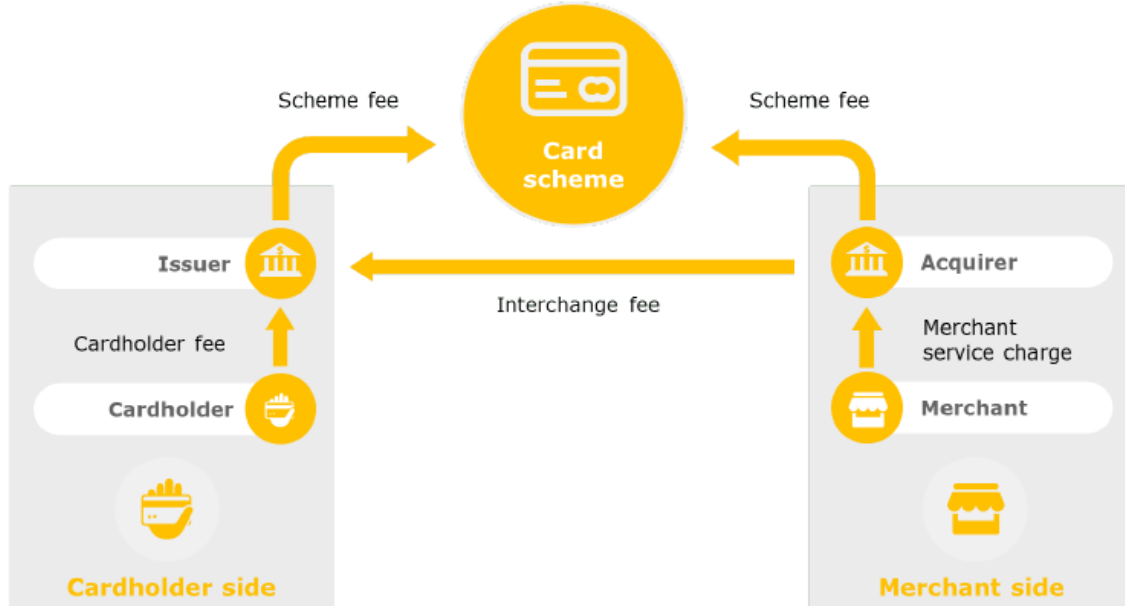 Scheme fee
Scheme fee
Card
scheme
Issuer
Acquirer
Interchange fee
Cardholder fee
Merchant
service charge
Cardholder
Merchant
Cardholder side
Merchant side